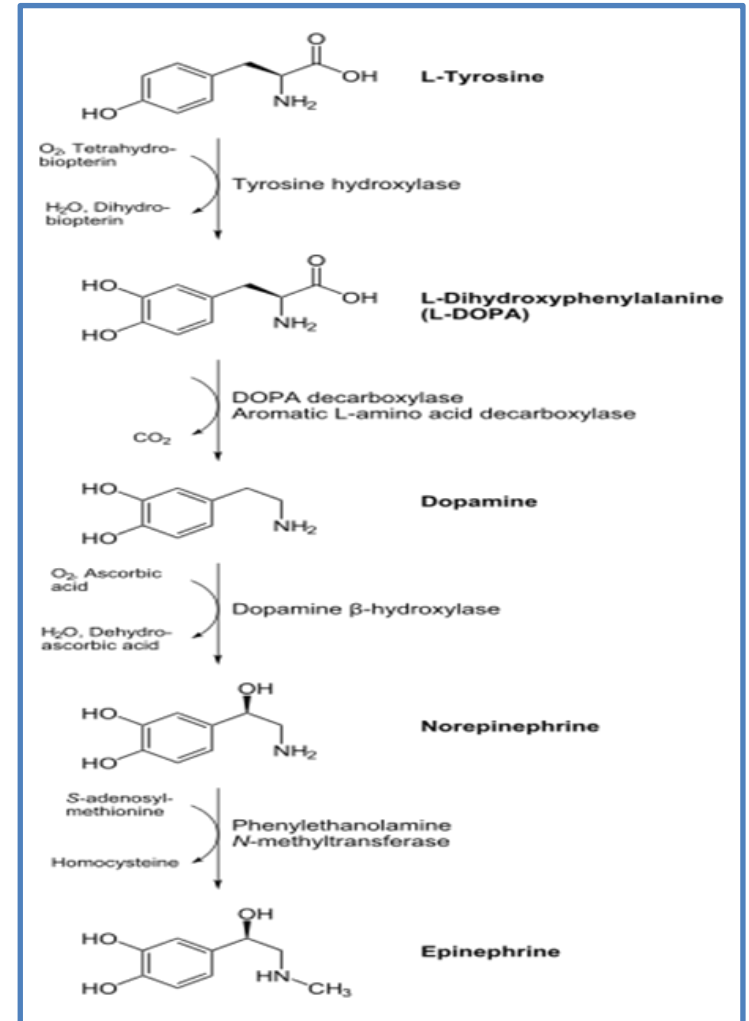 O
OH
NH₂
HO
L-Tyrosine
O₂, Tetrahydro-
biopterin
H₂O, Dihydro-
biopterin
Tyrosine hydroxylase
O
HO
OH
HO
NH₂
L-Dihydroxyphenylalanine
(L-DOPA)
DOPA decarboxylase
Aromatic L-amino acid decarboxylase
CO₂
HO
HO
NH₂
Dopamine
O₂, Ascorbic
acid
H₂O, Dehydro-
ascorbic acid
Dopamine β-hydroxylase
OH
HO
HO
NH₂
Norepinephrine
S-adenosyl-
methionine
Homocysteine
Phenylethanolamine
N-methyltransferase
OH
HO
HO
HN
CH₃
Epinephrine